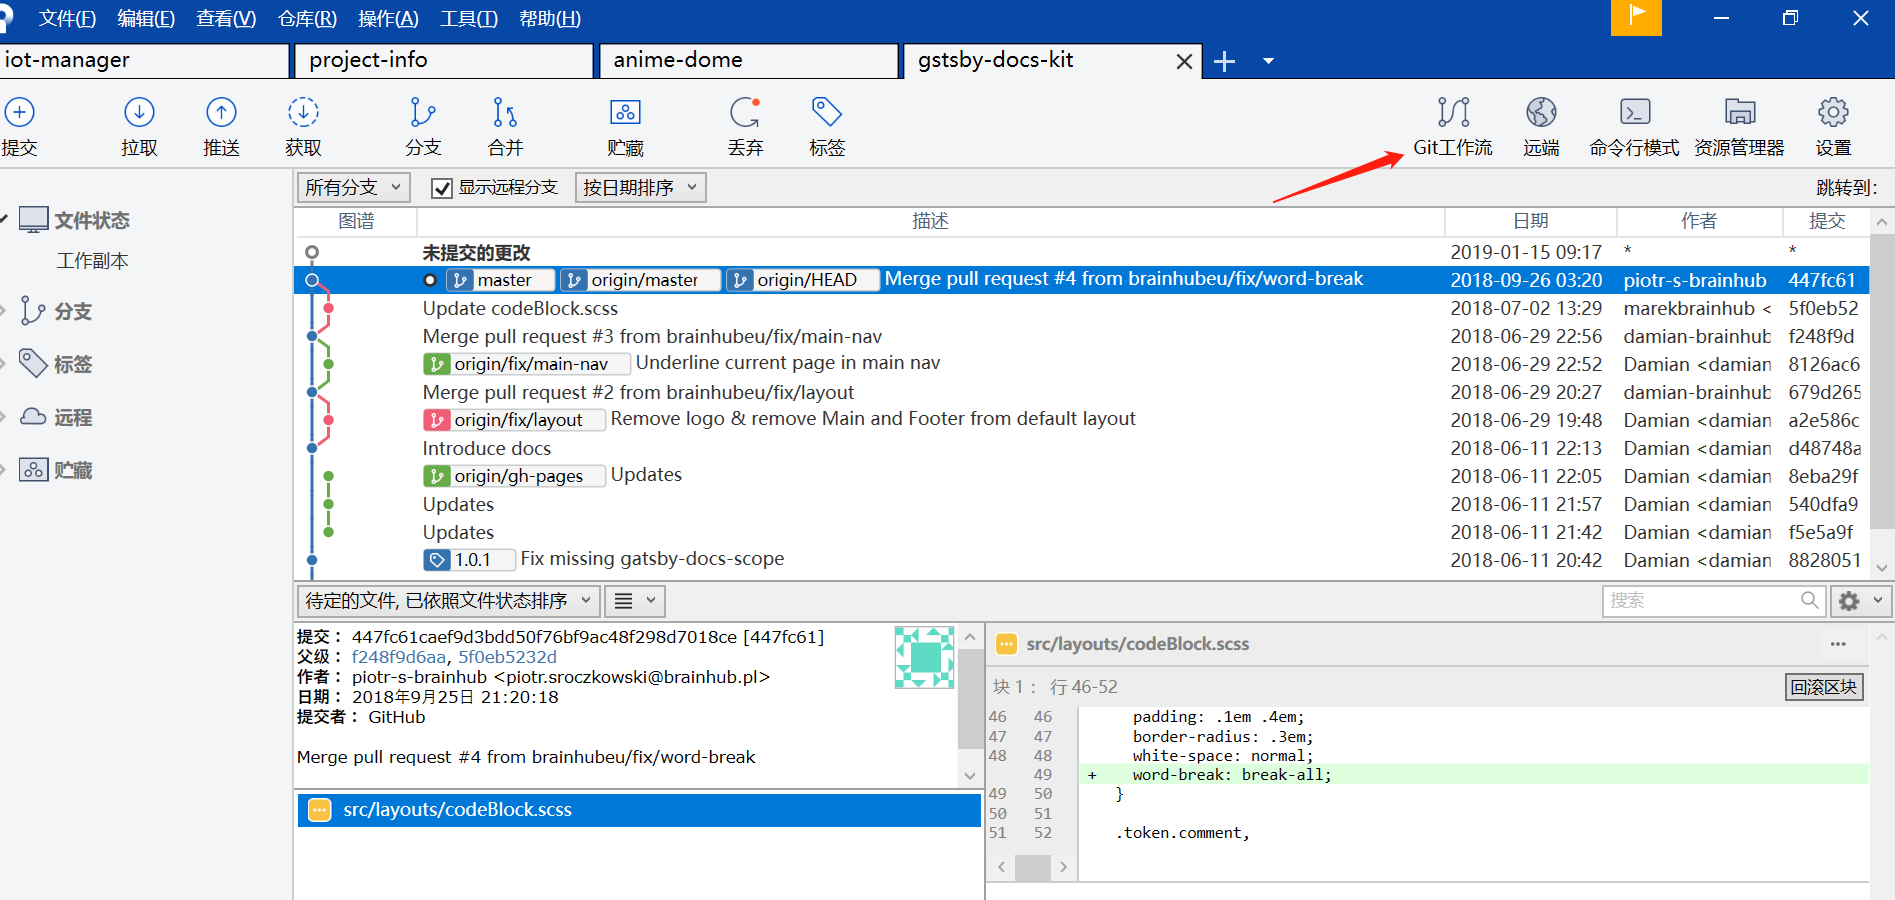 文件(F) 编辑(E) 查看(V) 仓库(R) 操作(A) 工具(T) 帮助(H)
iot-manager project-info anime-dome gstsby-docs-kit
提交 拉取 推送 获取 分支 合并 贮藏 丢弃 标签 Git工作流 远端 命令行模式 资源管理器 设置
所有分支 显示远程分支 按日期排序 跳转到:
文件状态
工作副本
分支
标签
远程
贮藏
图谱 描述 日期 作者 提交
未提交的更改 2019-01-15 09:17 * *
master origin/master origin/HEAD Merge pull request #4 from brainhubeu/fix/word-break 2018-09-26 03:20 piotr-s-brainhub 447fc61
Update codeBlock.scss 2018-07-02 13:29 marekbrainhub < 5f0eb52
Merge pull request #3 from brainhubeu/fix/main-nav 2018-06-29 22:56 damian-brainhub f248f9d
origin/fix/main-nav Underline current page in main nav 2018-06-29 22:52 Damian <damian 8126ac6
Merge pull request #2 from brainhubeu/fix/layout 2018-06-29 20:27 damian-brainhub 679d265
origin/fix/layout Remove logo & remove Main and Footer from default layout 2018-06-29 19:48 Damian <damian a2e586c
Introduce docs 2018-06-11 22:13 Damian <damian d48748a
origin/gh-pages Updates 2018-06-11 22:05 Damian <damian 8eba29f
Updates 2018-06-11 21:57 Damian <damian 540dfa9
Updates 2018-06-11 21:42 Damian <damian f5e5a9f
1.0.1 Fix missing gatsby-docs-scope 2018-06-11 20:42 Damian <damian 8828051
待定的文件, 已依照文件状态排序 搜索
提交： 447fc61caef9d3bdd50f76bf9ac48f298d7018ce [447fc61]
父级： f248f9d6aa, 5f0eb5232d
作者： piotr-s-brainhub <piotr.sroczkowski@brainhub.pl>
日期： 2018年9月25日 21:20:18
提交者： GitHub
Merge pull request #4 from brainhubeu/fix/word-break
src/layouts/codeBlock.scss
src/layouts/codeBlock.scss
块 1： 行 46-52 回滚区块
46 46 padding: .1em .4em;
47 47 border-radius: .3em;
48 48 white-space: normal;
49 + word-break: break-all;
49 50 }
50 51
51 52 .token.comment,